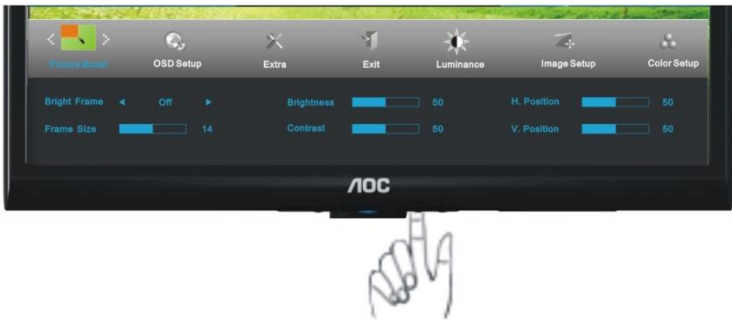 Picture Boost OSD Setup Extra Exit Luminance Image Setup Color Setup
Bright Frame Off Brightness 50 H. Position 50
Frame Size 14 Contrast 50 V. Position 50
AOC